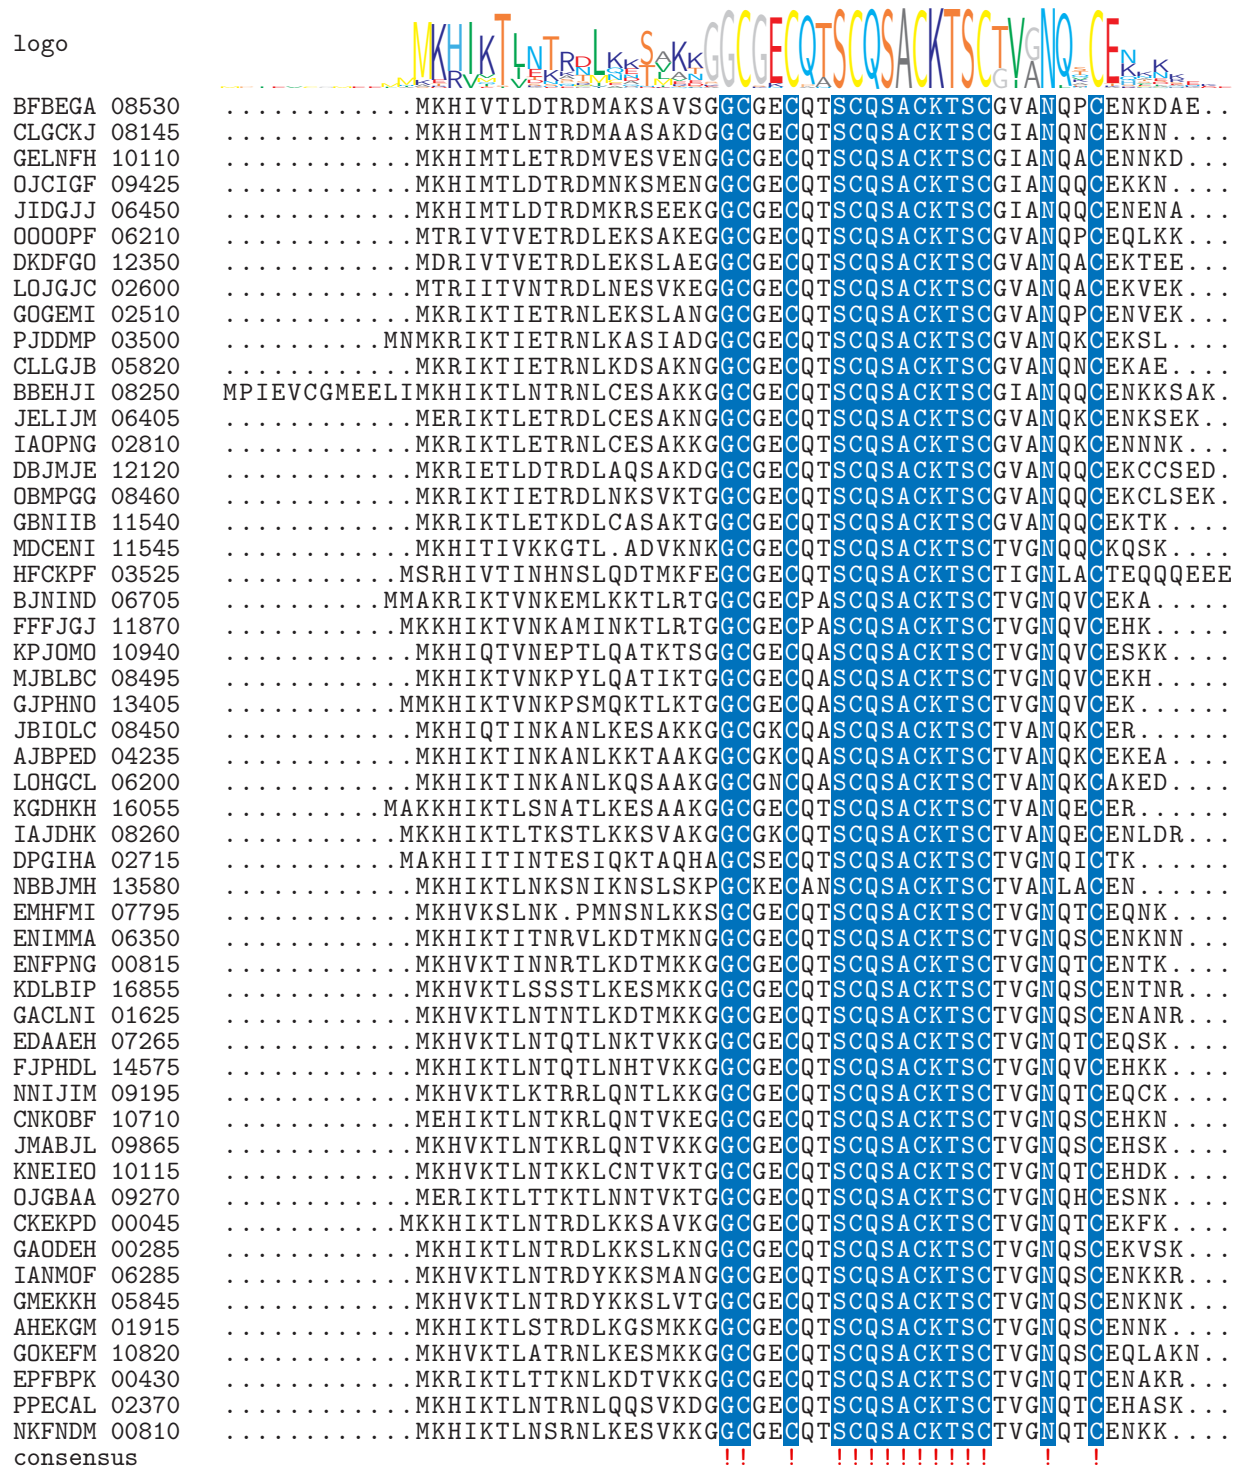 logo
BFBEGA 08530 ............MKHIVTLDTRDMAKSAVSGGCGECQTSCQSACKTSCGVANQPCENKDAE..
CLGCKJ 08145 ............MKHIMTLNTRDMAASAKDGGCGECQTSCQSACKTSCGIANQNCEKNN....
GELNFH 10110 ............MKHIMTLETRDMVESVENGGCGECQTSCQSACKTSCGIANQACENNKD...
OJCIGF 09425 ............MKHIMTLDTRDMNKSMENGGCGECQTSCQSACKTSCGIANQQCEKKN....
JIDGJJ 06450 ............MKHIMTLDTRDMKRSEEKGGCGECQTSCQSACKTSCGIANQQCENENA...
OOOOPF 06210 ............MTRIVTVETRDLEKSAKEGGCGECQTSCQSACKTSCGVANQPCEQLKK...
DKDFGO 12350 ............MDRIVTVETRDLEKSLAEGGCGECQTSCQSACKTSCGVANQACEKTEE...
LOJGJC 02600 ............MTRIITVNTRDLNESVKEGGCGECQTSCQSACKTSCGVANQACEKVEK...
GOGEMI 02510 ............MKRIKTIETRNLEKSLANGGCGECQTSCQSACKTSCGVANQPCENVEK...
PJDDMP 03500 ..........MNMKRIKTIETRNLKASIADGGCGECQTSCQSACKTSCGVANQKCEKSL....
CLLGJB 05820 ............MKRIKTIETRNLKDSAKNGGCGECQTSCQSACKTSCGVANQNCEKAE....
BBEHJI 08250 MPIEVCGMEELIMKHIKTLNTRNLCESAKKGGCGECQTSCQSACKTSCGIANQQCENKKSAK.
JELIJM 06405 ............MERIKTLETRDLCESAKNGGCGECQTSCQSACKTSCGVANQKCENKSEK..
IAOPNG 02810 ............MKRIKTLETRNLCESAKKGGCGECQTSCQSACKTSCGVANQKCENNNK...
DBJMJE 12120 ............MKRIETLDTRDLAQSAKDGGCGECQTSCQSACKTSCGVANQQCEKCCSED.
OBMPGG 08460 ............MKRIKTIETRDLNKSVKTGGCGECQTSCQSACKTSCGVANQQCEKCLSEK.
GBNIIB 11540 ............MKRIKTLETKDLCASAKTGGCGECQTSCQSACKTSCGVANQQCEKTK....
MDCENI 11545 ............MKHITIVKKGTL.ADVKNKGCGECQTSCQSACKTSCTVGNQQCKQSK....
HFCKPF 03525 ...........MSRHIVTINHNSLQDTMKFEGCGECQTSCQSACKTSCTIGNLACTEQQQEEE
BJNIND 06705 ..........MMAKRIKTVNKEMLKKTLRTGGCGECPASCQSACKTSCTVGNQVCEKA.....
FFFJGJ 11870 ...........MKKHIKTVNKAMINKTLRTGGCGECPASCQSACKTSCTVGNQVCEHK.....
KPJOMO 10940 ............MKHIQTVNEPTLQATKTSGGCGECQASCQSACKTSCTVGNQVCESKK....
MJBLBC 08495 ............MKHIKTVNKPYLQATIKTGGCGECQASCQSACKTSCTVGNQVCEKH.....
GJPHNO 13405 ...........MMKHIKTVNKPSMQKTLKTGGCGECQASCQSACKTSCTVGNQVCEK......
JBIOLC 08450 ............MKHIQTINKANLKESAKKGGCGKCQASCQSACKTSCTVANQKCER......
AJBPED 04235 ............MKHIKTINKANLKKTAAKGGCGKCQASCQSACKTSCTVANQKCEKEA....
LOHGCL 06200 ............MKHIKTINKANLKQSAAKGGCGNCQASCQSACKTSCTVANQKCAKED....
KGDHKH 16055 ..........MAKKHIKTLSNATLKESAAKGGCGECQTSCQSACKTSCTVANQECER......
IAJDHK 08260 ...........MKKHIKTLTKSTLKKSVAKGGCGKCQTSCQSACKTSCTVANQECENLDR...
DPGIHA 02715 ...........MAKHIITINTESIQKTAQHAGCSECQTSCQSACKTSCTVGNQICTK......
NBBJMH 13580 ............MKHIKTLNKSNIKNSLSKPGCKECANSCQSACKTSCTVANLACEN......
EMHFMI 07795 ............MKHVKSLNK.PMNSNLKKSGCGECQTSCQSACKTSCTVGNQTCEQNK....
ENIMMA 06350 ............MKHIKTITNRVLKDTMKNGGCGECQTSCQSACKTSCTVGNQSCENKNN...
ENFPNG 00815 ............MKHVKTINNRTLKDTMKKGGCGECQTSCQSACKTSCTVGNQTCENTK....
KDLBIP 16855 ............MKHVKTLSSSTLKESMKKGGCGECQTSCQSACKTSCTVGNQSCENTNR...
GACLNI 01625 ............MKHVKTLNTNTLKDTMKKGGCGECQTSCQSACKTSCTVGNQSCENANR...
EDAAEH 07265 ............MKHVKTLNTQTLNKTVKKGGCGECQTSCQSACKTSCTVGNQTCEQSK....
FJPHDL 14575 ............MKHIKTLNTQTLNHTVKKGGCGECQTSCQSACKTSCTVGNQVCEHKK....
NNIJIM 09195 ............MKHVKTLKTRRLQNTLKKGGCGECQTSCQSACKTSCTVGNQTCEQCK....
CNKOBF 10710 ............MEHIKTLNTKRLQNTVKEGGCGECQTSCQSACKTSCTVGNQSCEHKN....
JMABJL 09865 ............MKHVKTLNTKRLQNTVKKGGCGECQTSCQSACKTSCTVGNQSCEHSK....
KNEIEO 10115 ............MKHVKTLNTKKLCNTVKTGGCGECQTSCQSACKTSCTVGNQTCEHDK....
OJGBAA 09270 ............MERIKTLTTKTLNNTVKTGGCGECQTSCQSACKTSCTVGNQHCESNK....
CKEKPD 00045 ...........MKKHIKTLNTRDLKKSAVKGGCGECQTSCQSACKTSCTVGNQTCEKFK....
GAODEH 00285 ............MKHIKTLNTRDLKKSLKNGGCGECQTSCQSACKTSCTVGNQSCEKVSK...
IANMOF 06285 ............MKHVKTLNTRDYKKSMANGGCGECQTSCQSACKTSCTVGNQSCENKKR...
GMEKKH 05845 ............MKHVKTLNTRDYKKSLVTGGCGECQTSCQSACKTSCTVGNQSCENKNK...
AHEKGM 01915 ............MKHIKTLSTRDLKGSMKKGGCGECQTSCQSACKTSCTVGNQSCENNK....
GOKEFM 10820 ............MKHVKTLATRNLKESMKKGGCGECQTSCQSACKTSCTVGNQSCEQLAKN..
EPFBPK 00430 ............MKRIKTLTTKNLKDTVKKGGCGECQTSCQSACKTSCTVGNQTCENAKR...
PPECAL 02370 ............MKHIKTLNTRNLQQSVKDGGCGECQTSCQSACKTSCTVGNQTCEHASK...
NKFNDM 00810 ............MKHIKTLNSRNLKESVKKGGCGECQTSCQSACKTSCTVGNQTCENKK....
consensus !! ! !!!!!!!!!! ! !